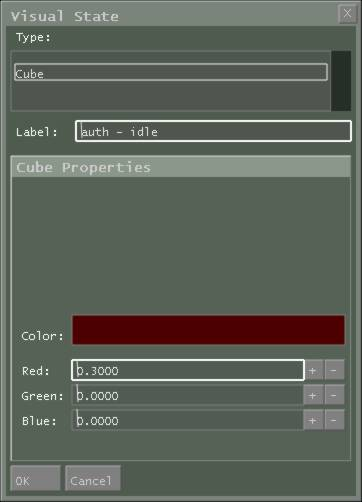 Visual State X
Type:
Cube
Label: auth - idle
Cube Properties
Color:
Red: 0.3000 + -
Green: 0.0000 + -
Blue: 0.0000 + -
OK Cancel